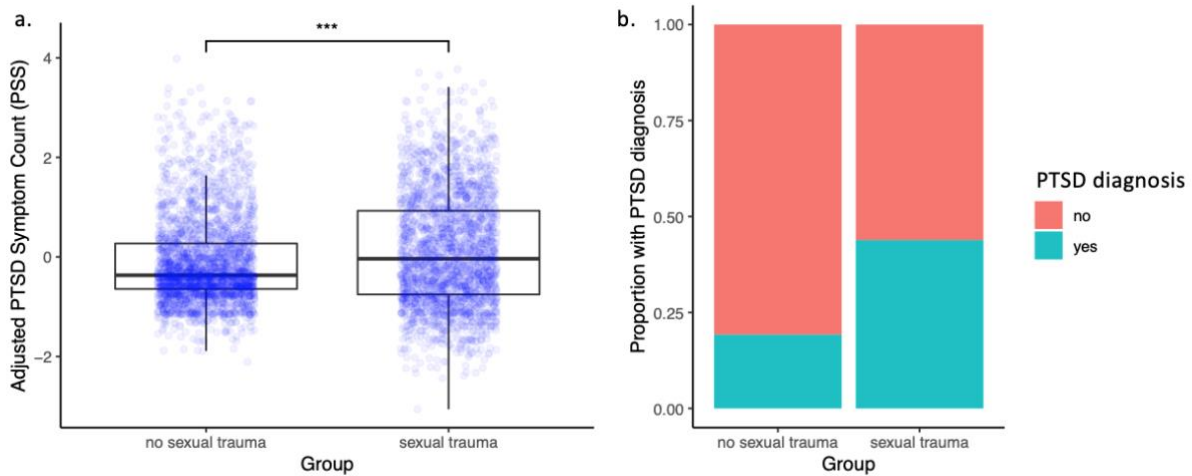 a.
***
Adjusted PTSD Symptom Count (PSS)
4
2
0
−2
no sexual trauma
sexual trauma
Group
b.
Proportion with PTSD diagnosis
1.00
0.75
0.50
0.25
0.00
no sexual trauma
sexual trauma
Group
PTSD diagnosis
no
yes